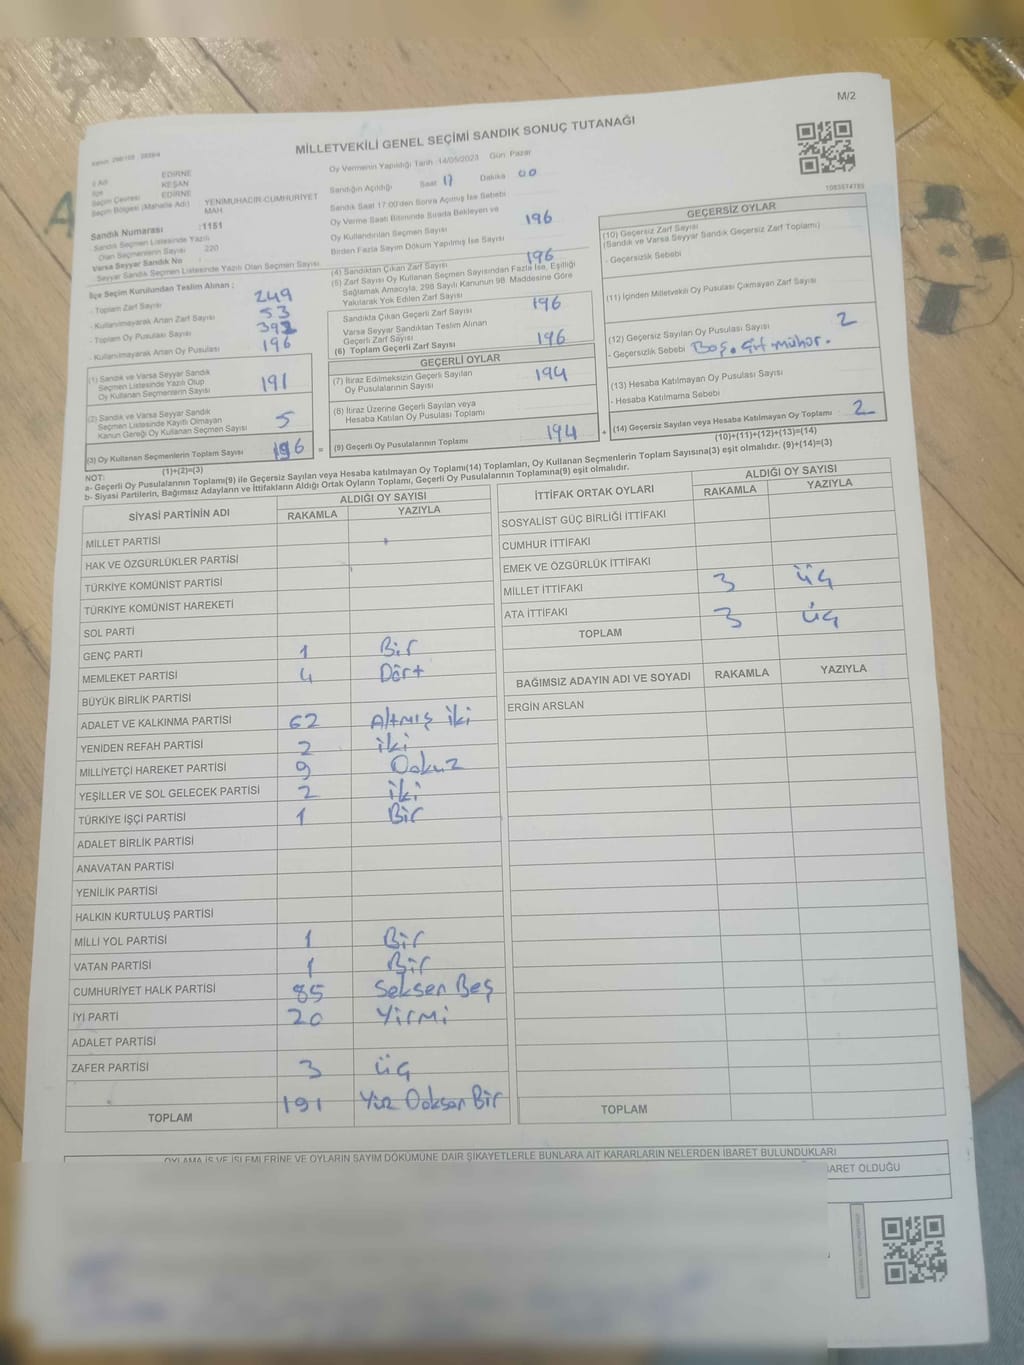 M/2
MİLLETVEKİLİ GENEL SEÇİMİ SANDIK SONUÇ TUTANAĞI
1083574785
İl Adı EDİRNE
İlçe KEŞAN
Seçim Çevresi EDİRNE
Seçim Bölgesi (Mahalle Adı) YENIMUHACIR-CUMHURİYET MAH.
Sandık Numarası :1151
Sandık Seçmen Listesinde Yazılı
Olan Seçmenlerin Sayısı 220
Varsa Seyyar Sandık No :
Seyyar Sandık Seçmen Listesinde Yazılı Olan Seçmen Sayısı
İlçe Seçim Kurulundan Teslim Alınan ;
- Toplam Zarf Sayısı 249
- Kullanılmayarak Artan Zarf Sayısı 53
- Toplam Oy Pusulası Sayısı 392
- Kullanılmayarak Artan Oy Pusulası 196
(1) Sandık ve Varsa Seyyar Sandık
Seçmen Listesinde Yazılı Olup
Oy Kullanan Seçmenlerin Sayısı 191
(2) Sandık ve Varsa Seyyar Sandık
Seçmen Listesinde Kayıtlı Olmayan
Kanun Gereği Oy Kullanan Seçmen Sayısı 5
(3) Oy Kullanan Seçmenlerin Toplam Sayısı 196
(1)+(2)=(3)
Oy Vermenin Yapıldığı Tarih :14/05/2023 Gün: Pazar
Sandığın Açıldığı Saat 17 Dakika 00
Sandık Saat 17:00'den Sonra Açılmış İse Sebebi
Oy Verme Saati Bitiminde Sırada Bekleyen ve
Oy Kullandırılan Seçmen Sayısı 196
Birden Fazla Sayım Döküm Yapılmış İse Sayısı
(4) Sandıktan Çıkan Zarf Sayısı 196
(5) Zarf Sayısı Oy Kullanan Seçmen Sayısından Fazla İse, Eşitliği
Sağlamak Amacıyla, 298 Sayılı Kanunun 98. Maddesine Göre
Yakılarak Yok Edilen Zarf Sayısı
Sandıkta Çıkan Geçerli Zarf Sayısı 196
Varsa Seyyar Sandıktan Teslim Alınan
Geçerli Zarf Sayısı
(6) Toplam Geçerli Zarf Sayısı 196
GEÇERLİ OYLAR
(7) İtiraz Edilmeksizin Geçerli Sayılan
Oy Pusulalarının Sayısı 194
(8) İtiraz Üzerine Geçerli Sayılan veya
Hesaba Katılan Oy Pusulası Toplamı
= (9) Geçerli Oy Pusulalarının Toplamı 194 +
GEÇERSİZ OYLAR
(10) Geçersiz Zarf Sayısı
(Sandık ve Varsa Seyyar Sandık Geçersiz Zarf Toplamı)
- Geçersizlik Sebebi
(11) İçinden Milletvekili Oy Pusulası Çıkmayan Zarf Sayısı
(12) Geçersiz Sayılan Oy Pusulası Sayısı 2
- Geçersizlik Sebebi Boş. Çift mühür.
(13) Hesaba Katılmayan Oy Pusulası Sayısı
- Hesaba Katılmama Sebebi
(14) Geçersiz Sayılan veya Hesaba Katılmayan Oy Toplamı : 2
(10)+(11)+(12)+(13)=(14)
NOT:
a- Geçerli Oy Pusulalarının Toplamı(9) ile Geçersiz Sayılan veya Hesaba katılmayan Oy Toplamı(14) Toplamları, Oy Kullanan Seçmenlerin Toplam Sayısına(3) eşit olmalıdır. (9)+(14)=(3)
b- Siyasi Partilerin, Bağımsız Adayların ve İttifakların Aldığı Ortak Oyların Toplamı, Geçerli Oy Pusulalarının Toplamına(9) eşit olmalıdır.
SİYASİ PARTİNİN ADI ALDIĞI OY SAYISI
RAKAMLA YAZIYLA
MİLLET PARTİSİ
HAK VE ÖZGÜRLÜKLER PARTİSİ
TÜRKİYE KOMÜNİST PARTİSİ
TÜRKİYE KOMÜNİST HAREKETİ
SOL PARTİ
GENÇ PARTİ 1 Bir
MEMLEKET PARTİSİ 4 Dört
BÜYÜK BİRLİK PARTİSİ
ADALET VE KALKINMA PARTİSİ 62 Altmış iki
YENİDEN REFAH PARTİSİ 2 iki
MİLLİYETÇİ HAREKET PARTİSİ 9 Dokuz
YEŞİLLER VE SOL GELECEK PARTİSİ 2 iki
TÜRKİYE İŞÇİ PARTİSİ 1 Bir
ADALET BİRLİK PARTİSİ
ANAVATAN PARTİSİ
YENİLİK PARTİSİ
HALKIN KURTULUŞ PARTİSİ
MİLLİ YOL PARTİSİ 1 Bir
VATAN PARTİSİ 1 Bir
CUMHURİYET HALK PARTİSİ 85 Seksen Beş
İYİ PARTİ 20 Yirmi
ADALET PARTİSİ
ZAFER PARTİSİ 3 üç
TOPLAM 191 Yüz Doksan Bir
İTTİFAK ORTAK OYLARI ALDIĞI OY SAYISI
RAKAMLA YAZIYLA
SOSYALİST GÜÇ BİRLİĞİ İTTİFAKI
CUMHUR İTTİFAKI
EMEK VE ÖZGÜRLÜK İTTİFAKI
MİLLET İTTİFAKI 3 üç
ATA İTTİFAKI 3 üç
TOPLAM
BAĞIMSIZ ADAYIN ADI VE SOYADI RAKAMLA YAZIYLA
ERGİN ARSLAN
TOPLAM
OYLAMA İŞ VE İŞLEMLERİNE VE OYLARIN SAYIM DÖKÜMÜNE DAİR ŞİKAYETLERLE BUNLARA AİT KARARLARIN NELERDEN İBARET BULUNDUKLARI
İBARET OLDUĞU